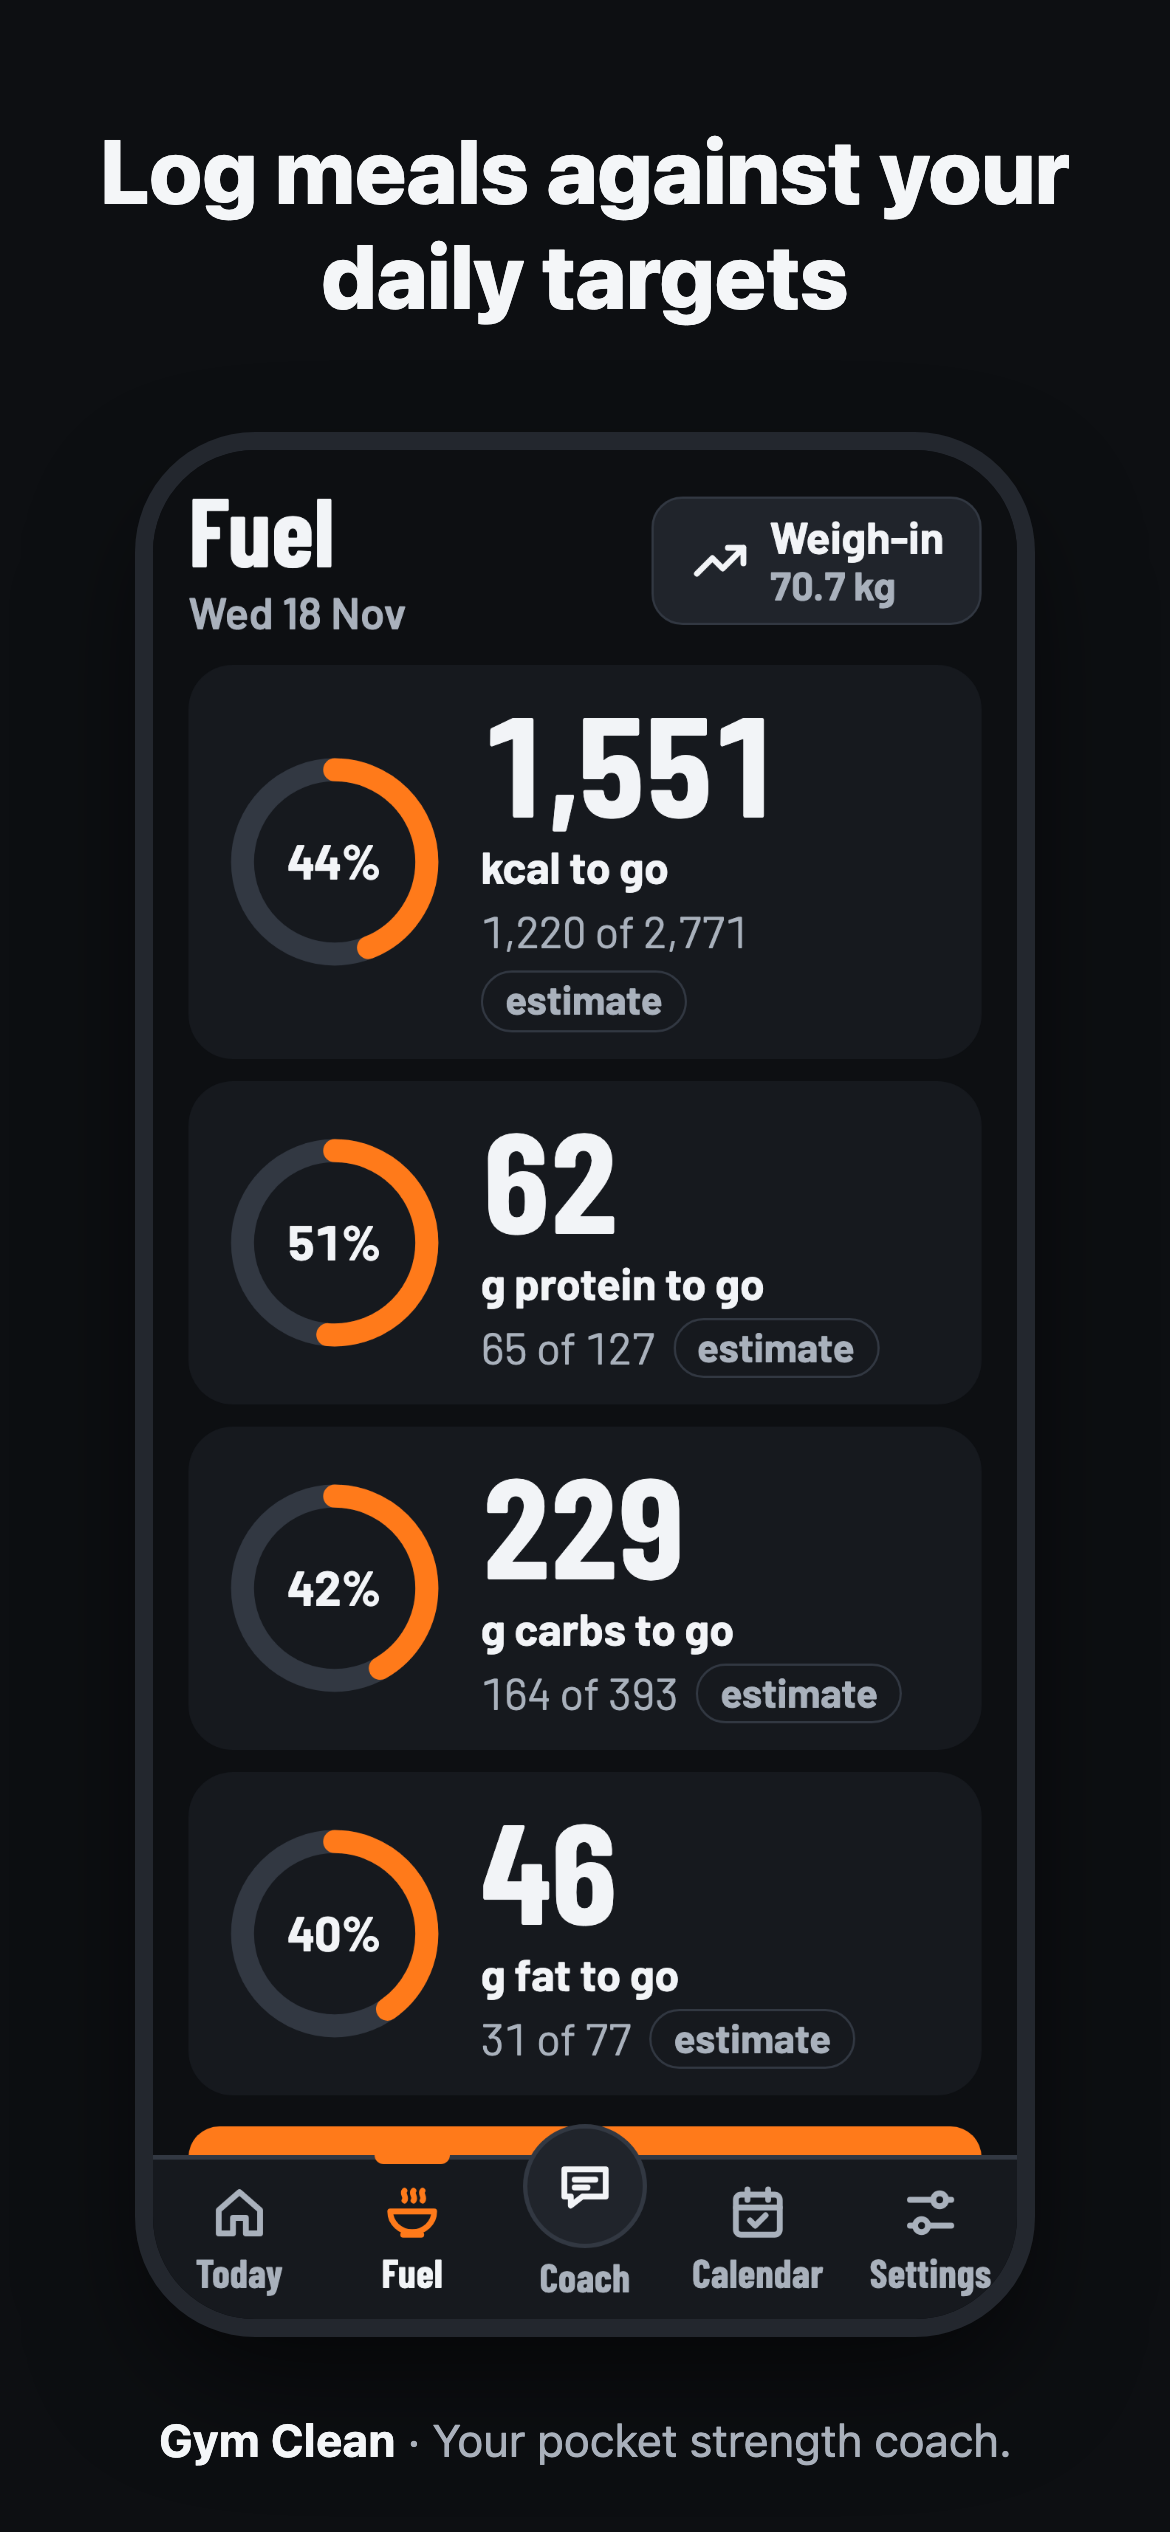 Log meals against your
daily targets
Fuel
Wed 18 Nov
Weigh-in
70.7 kg
44%
1,551
kcal to go
1,220 of 2,771
estimate
51%
62
g protein to go
65 of 127 estimate
42%
229
g carbs to go
164 of 393 estimate
40%
46
g fat to go
31 of 77 estimate
Today Fuel Coach Calendar Settings
Gym Clean · Your pocket strength coach.